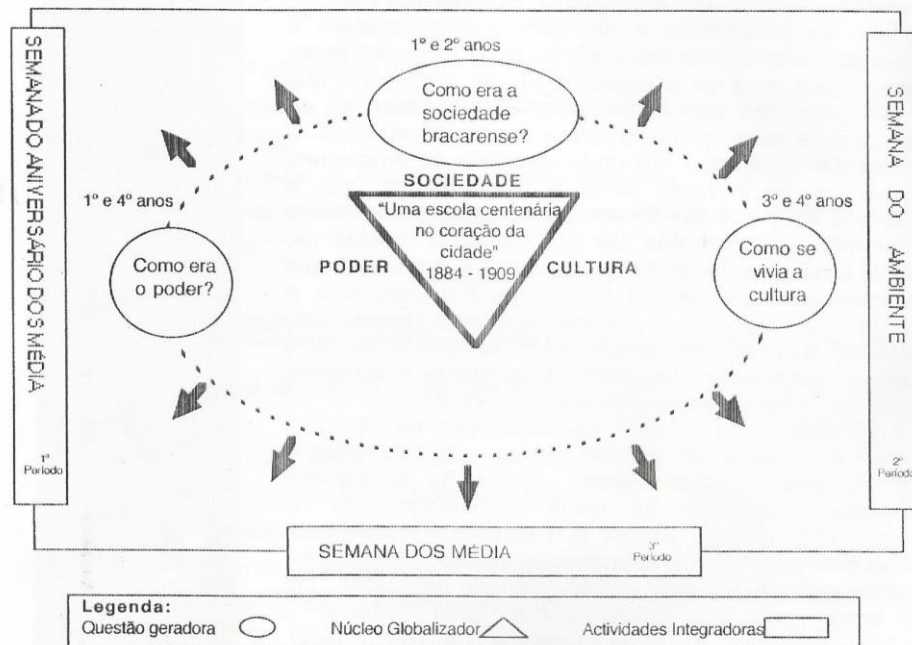 1º e 2º anos
Como era a
sociedade
bracarense?
SEMANA DO ANIVERSÁRIO DOS MÉDIA
1º
Período
1º e 4º anos
Como era
o poder?
SOCIEDADE
"Uma escola centenária
no coração da
cidade"
1884 - 1909
PODER
CULTURA
3º e 4º anos
Como se
vivia a
cultura
SEMANA DO AMBIENTE
2º
Período
SEMANA DOS MÉDIA
3º
Período
Legenda:
Questão geradora
Núcleo Globalizador
Actividades Integradoras